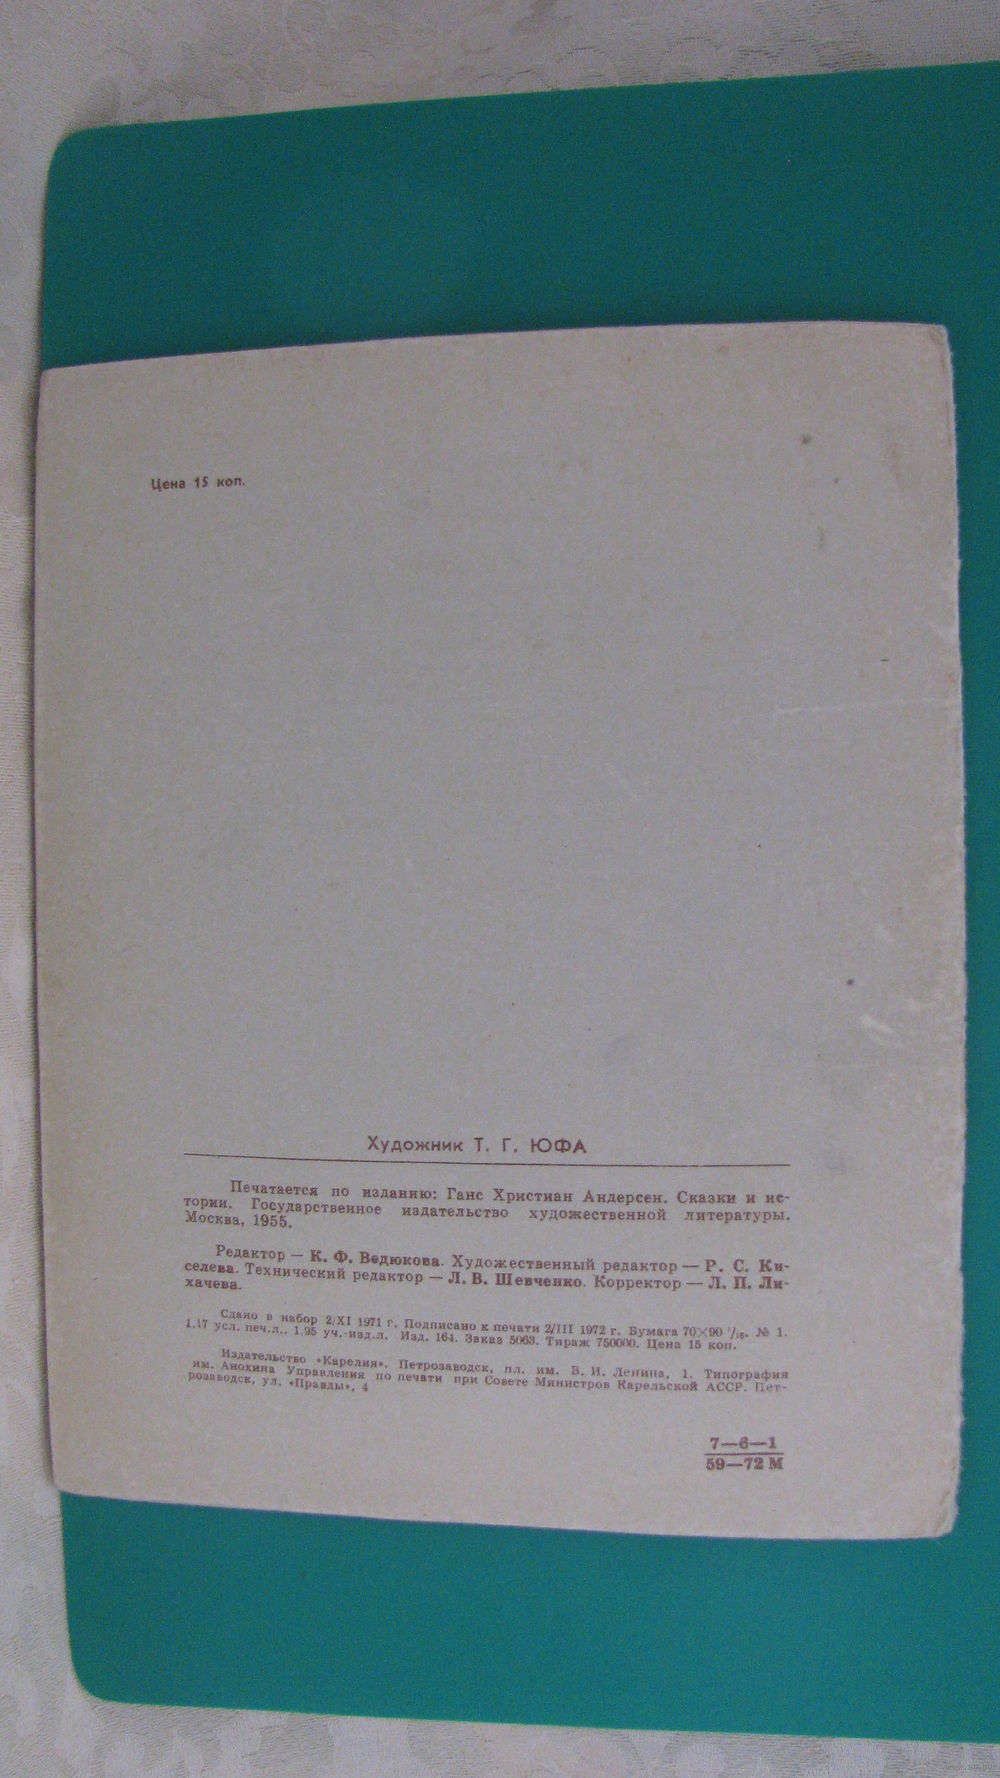 Цена 15 коп.
Художник Т. Г. ЮФА
Печатается по изданию: Ганс Христиан Андерсен. Сказки и ис-
тории. Государственное издательство художественной литературы.
Москва, 1955.
Редактор — К. Ф. Ведюкова. Художественный редактор — Р. С. Ки-
селева. Технический редактор — Л. В. Шевченко. Корректор — Л. П. Ли-
хачева.
Сдано в набор 2/XI 1971 г. Подписано к печати 2/III 1972 г. Бумага 70×90 1/16. № 1.
1,17 усл. печ.л., 1,95 уч.-изд.л. Изд. 164. Заказ 5063. Тираж 750000. Цена 15 коп.
Издательство «Карелия». Петрозаводск, пл. им. В. И. Ленина, 1. Типография
им. Анохина Управления по печати при Совете Министров Карельской АССР. Пет-
розаводск, ул. «Правды», 4
7—6—1
59—72 М